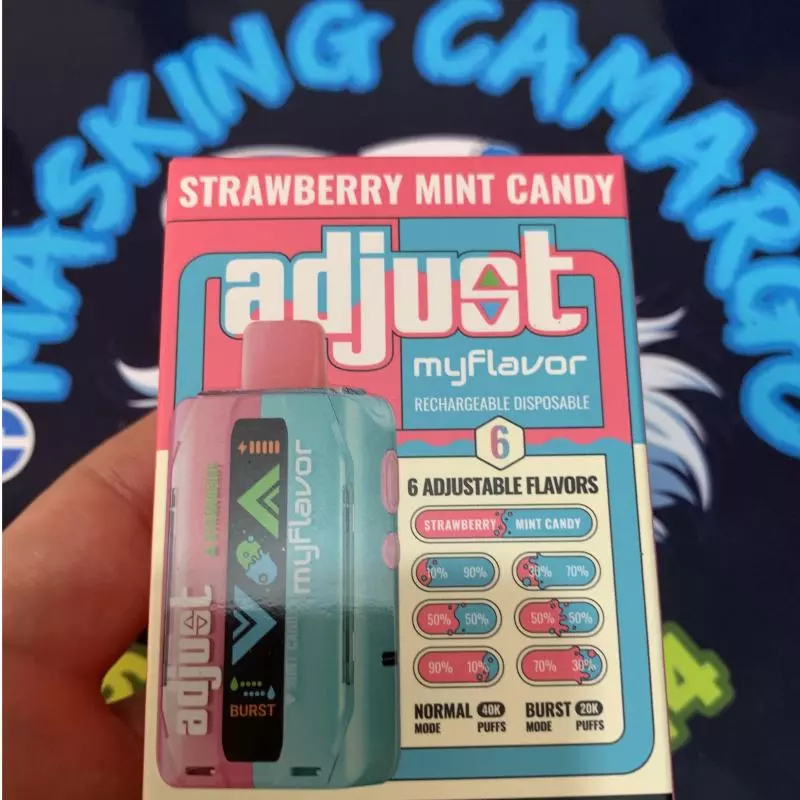 MASKING CAMARGO
STRAWBERRY MINT CANDY
adjust
myFlavor
RECHARGEABLE DISPOSABLE
6
6 ADJUSTABLE FLAVORS
STRAWBERRY MINT CANDY
10% 90% 30% 70%
50% 50% 50% 50%
90% 10% 70% 30%
NORMAL MODE 40K PUFFS
BURST MODE 20K PUFFS
adjust
myFlavor
STRAWBERRY
BURST
4